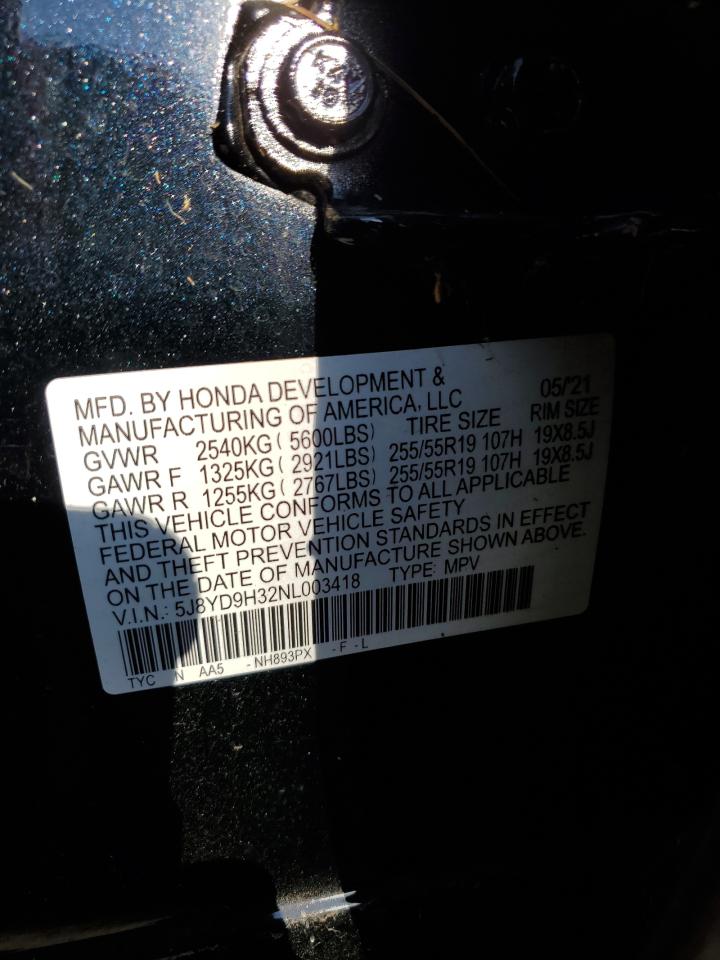 MFD. BY HONDA DEVELOPMENT & 05/'21
MANUFACTURING OF AMERICA, LLC
GVWR 2540KG ( 5600LBS) TIRE SIZE RIM SIZE
GAWR F 1325KG ( 2921LBS) 255/55R19 107H 19X8.5J
GAWR R 1255KG ( 2767LBS) 255/55R19 107H 19X8.5J
THIS VEHICLE CONFORMS TO ALL APPLICABLE
FEDERAL MOTOR VEHICLE SAFETY
AND THEFT PREVENTION STANDARDS IN EFFECT
ON THE DATE OF MANUFACTURE SHOWN ABOVE.
V.I.N.: 5J8YD9H32NL003418 TYPE: MPV
TYC N AA5 - NH893PX - F - L